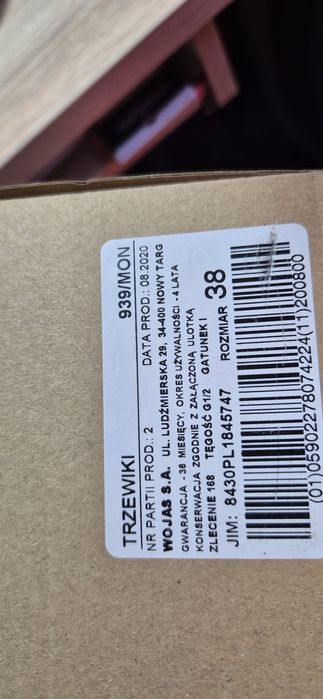 TRZEWIKI 939/MON
NR PARTII PROD.: 2 DATA PROD.: 08.2020
WOJAS S.A. UL. LUDŹMIERSKA 29, 34-400 NOWY TARG
GWARANCJA - 36 MIESIĘCY, OKRES UŻYWALNOŚCI - 4 LATA
KONSERWACJA ZGODNIE Z ZAŁĄCZONĄ ULOTKĄ
ZLECENIE 168 TĘGOŚĆ G1/2 GATUNEK I
JIM: 8430PL1845747 ROZMIAR 38
(01)05902278074224(11)200800